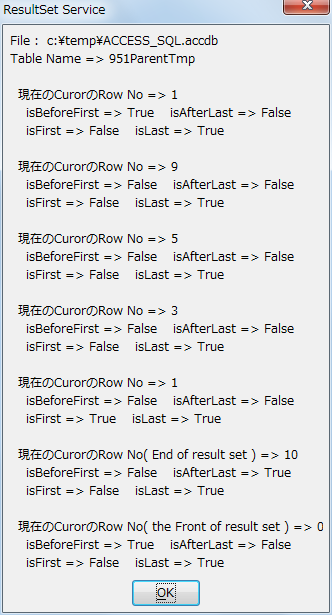 ResultSet Service
File :  c:¥temp¥ACCESS_SQL.accdb
Table Name => 951ParentTmp
現在のCurorのRow No => 1
isBeforeFirst => True    isAfterLast => False
isFirst => False    isLast => True
現在のCurorのRow No => 9
isBeforeFirst => False    isAfterLast => False
isFirst => False    isLast => True
現在のCurorのRow No => 5
isBeforeFirst => False    isAfterLast => False
isFirst => False    isLast => True
現在のCurorのRow No => 3
isBeforeFirst => False    isAfterLast => False
isFirst => False    isLast => True
現在のCurorのRow No => 1
isBeforeFirst => False    isAfterLast => False
isFirst => True    isLast => True
現在のCurorのRow No( End of result set ) => 10
isBeforeFirst => False    isAfterLast => True
isFirst => False    isLast => True
現在のCurorのRow No( the Front of result set ) => 0
isBeforeFirst => True    isAfterLast => False
isFirst => False    isLast => True
OK